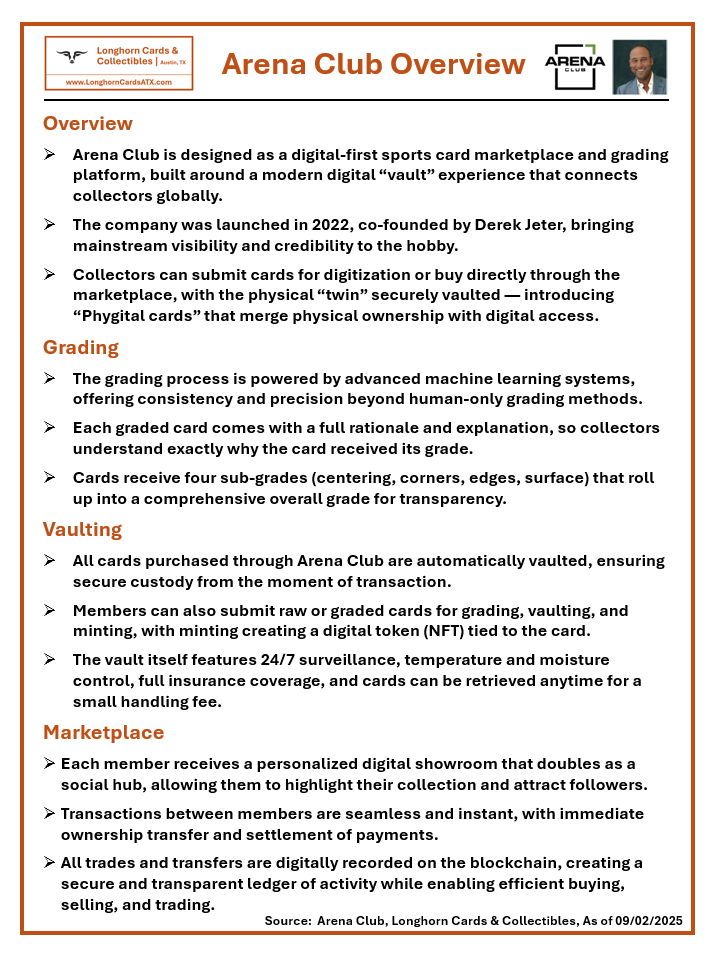 Longhorn Cards &
Collectibles | Austin, TX
www.LonghornCardsATX.com
Arena Club Overview
ARENA
CLUB
Overview
➢ Arena Club is designed as a digital-first sports card marketplace and grading
platform, built around a modern digital “vault” experience that connects
collectors globally.
➢ The company was launched in 2022, co-founded by Derek Jeter, bringing
mainstream visibility and credibility to the hobby.
➢ Collectors can submit cards for digitization or buy directly through the
marketplace, with the physical “twin” securely vaulted — introducing
“Phygital cards” that merge physical ownership with digital access.
Grading
➢ The grading process is powered by advanced machine learning systems,
offering consistency and precision beyond human-only grading methods.
➢ Each graded card comes with a full rationale and explanation, so collectors
understand exactly why the card received its grade.
➢ Cards receive four sub-grades (centering, corners, edges, surface) that roll
up into a comprehensive overall grade for transparency.
Vaulting
➢ All cards purchased through Arena Club are automatically vaulted, ensuring
secure custody from the moment of transaction.
➢ Members can also submit raw or graded cards for grading, vaulting, and
minting, with minting creating a digital token (NFT) tied to the card.
➢ The vault itself features 24/7 surveillance, temperature and moisture
control, full insurance coverage, and cards can be retrieved anytime for a
small handling fee.
Marketplace
➢ Each member receives a personalized digital showroom that doubles as a
social hub, allowing them to highlight their collection and attract followers.
➢ Transactions between members are seamless and instant, with immediate
ownership transfer and settlement of payments.
➢ All trades and transfers are digitally recorded on the blockchain, creating a
secure and transparent ledger of activity while enabling efficient buying,
selling, and trading.
Source: Arena Club, Longhorn Cards & Collectibles, As of 09/02/2025